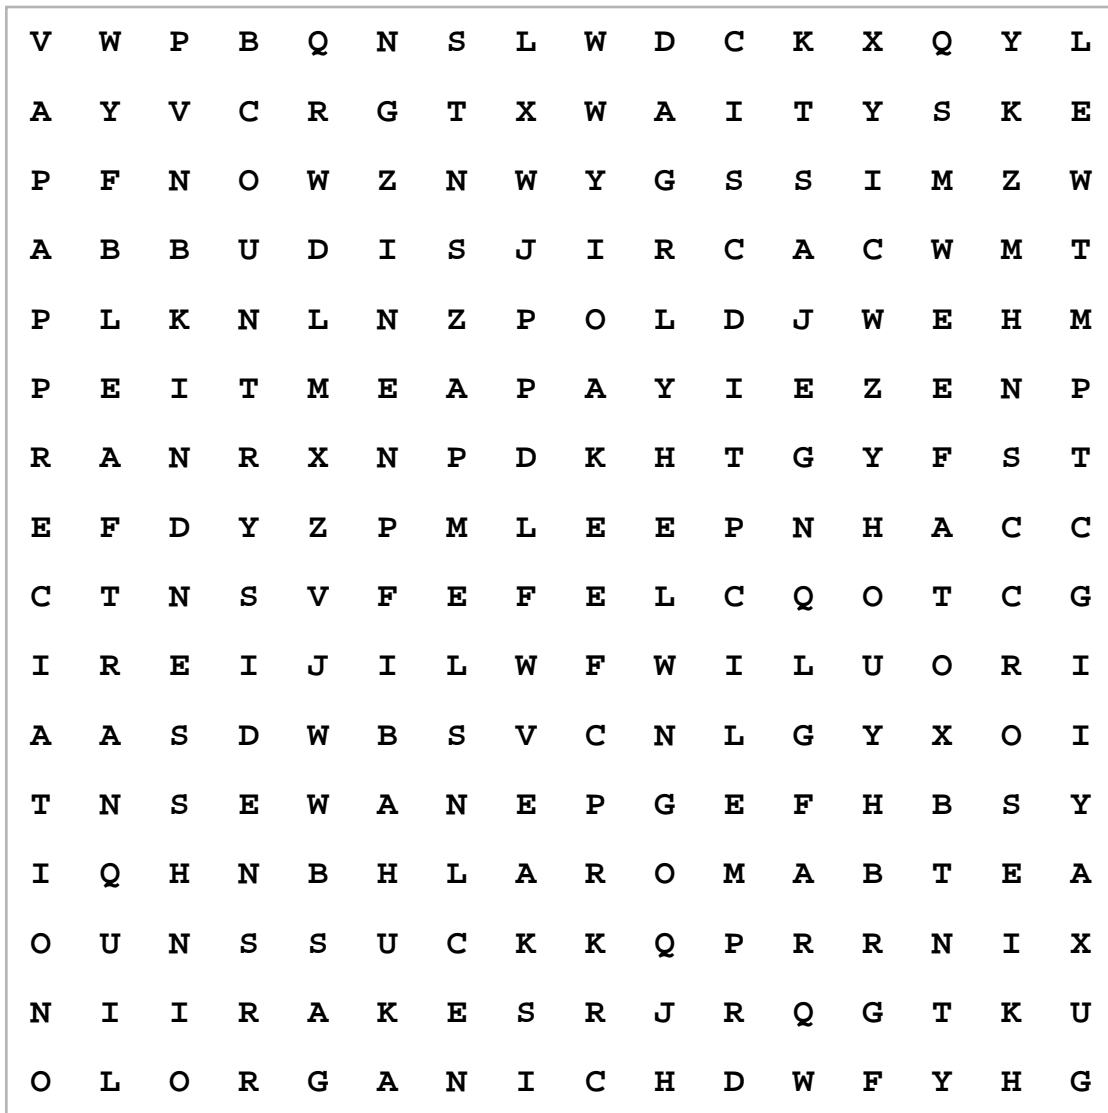 V W P B Q N S L W D C K X Q Y L
A Y V C R G T X W A I T Y S K E
P F N O W Z N W Y G S S I M Z W
A B B U D I S J I R C A C W M T
P L K N L N Z P O L D J W E H M
P E I T M E A P A Y I E Z E N P
R A N R X N P D K H T G Y F S T
E F D Y Z P M L E E P N H A C C
C T N S V F E F E L C Q O T C G
I R E I J I L W F W I L U O R I
A A S D W B S V C N L G Y X O I
T N S E W A N E P G E F H B S Y
I Q H N B H L A R O M A B T E A
O U N S S U C K K Q P R R N I X
N I I R A K E S R J R Q G T K U
O L O R G A N I C H D W F Y H G